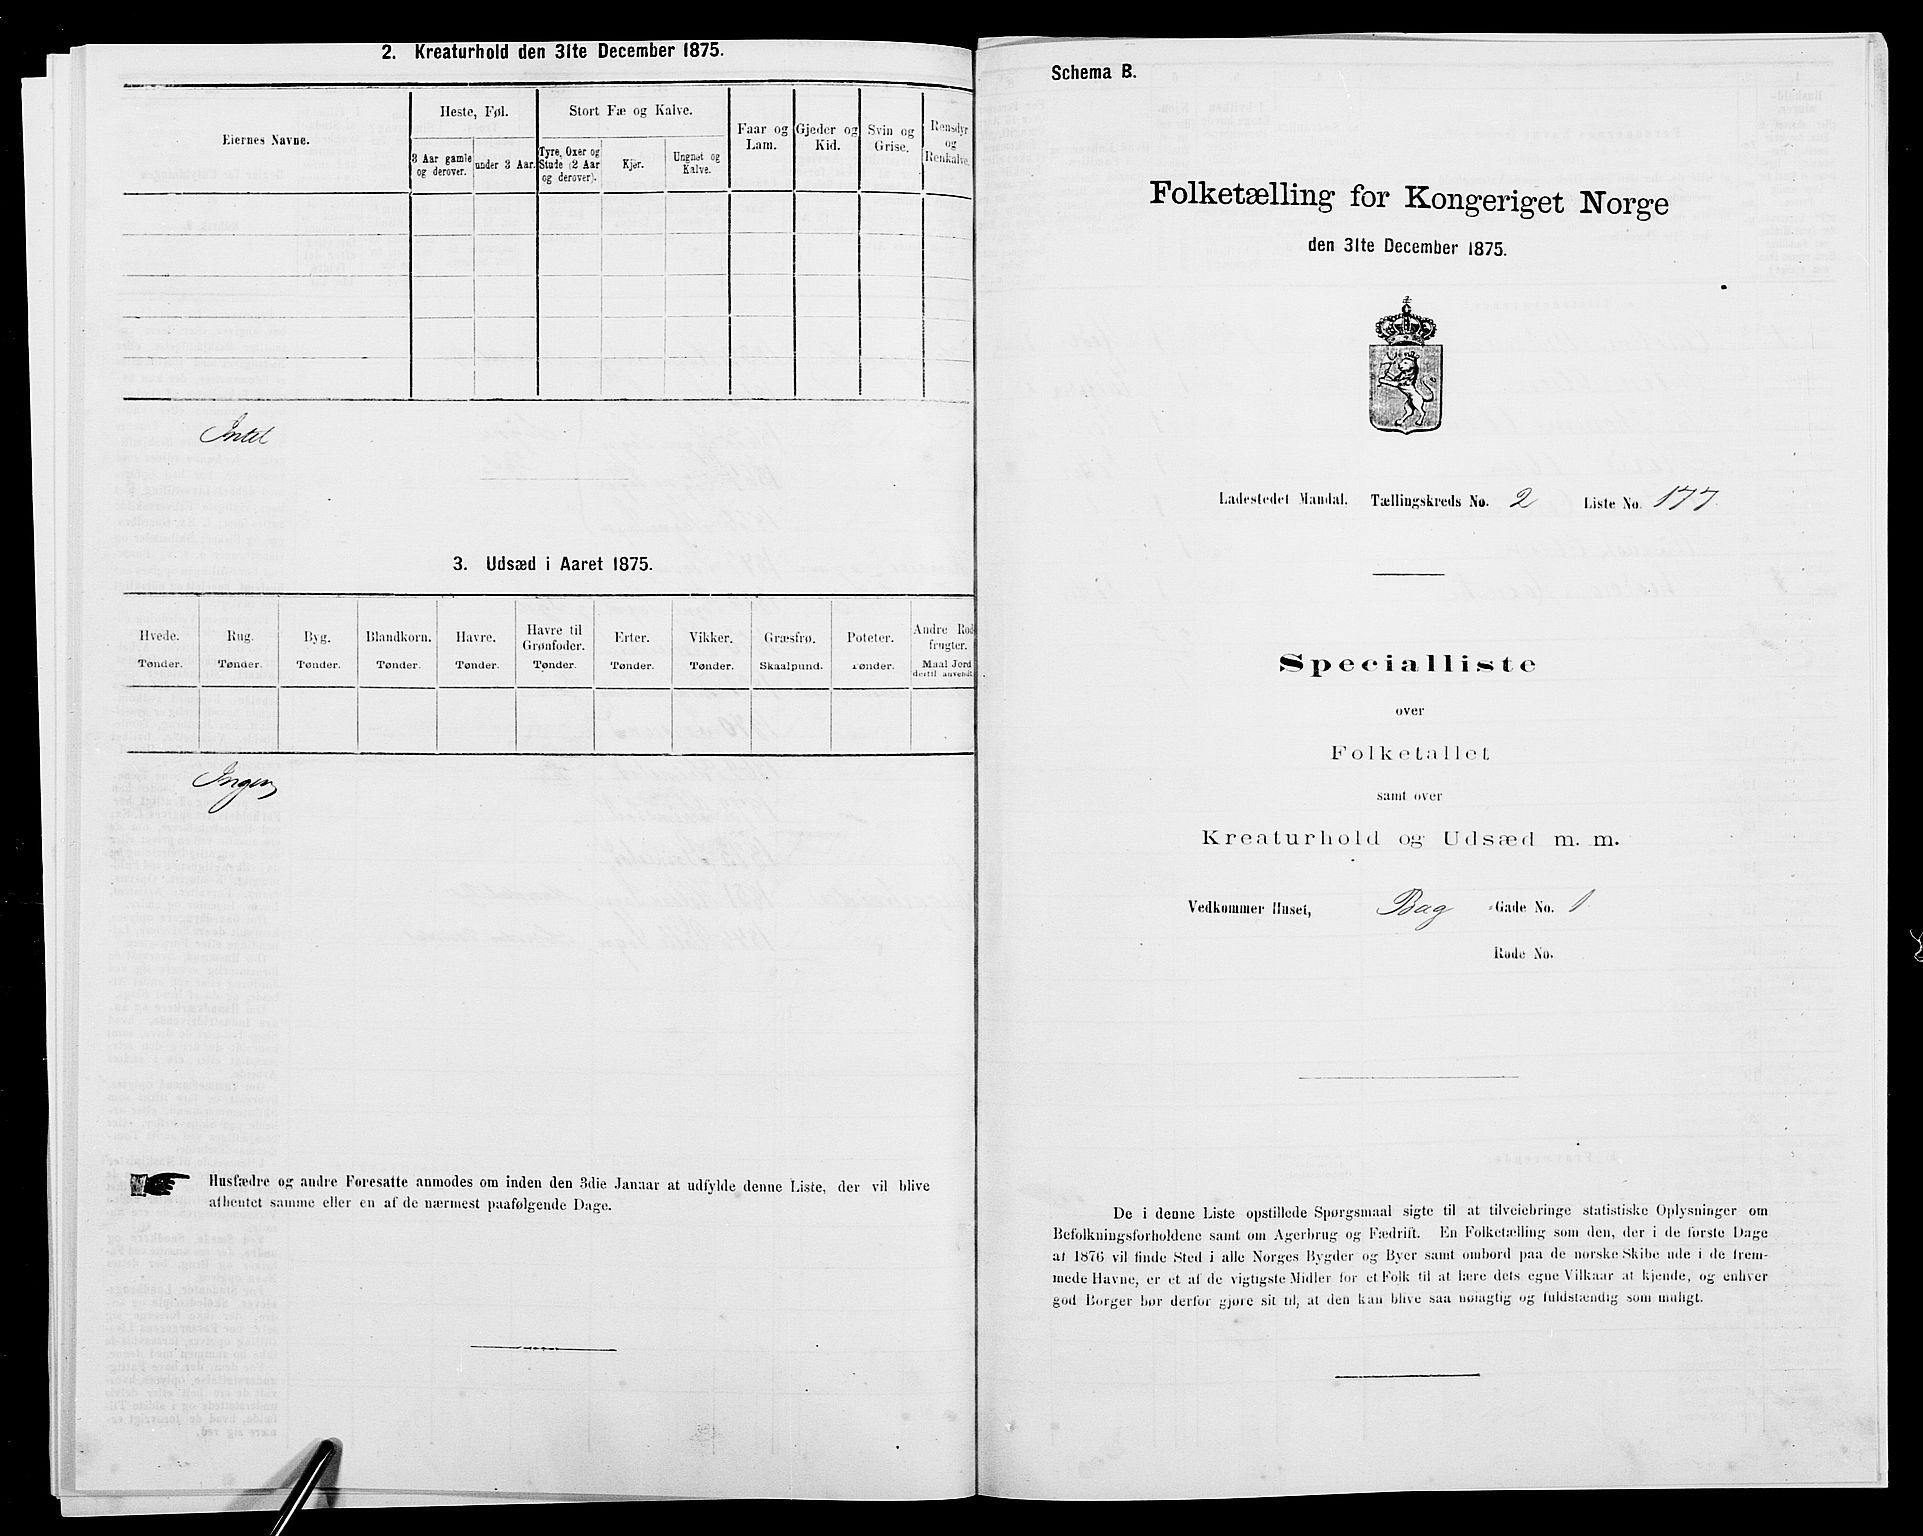 2. Kreaturhold den 31te December 1875.
Eiernes Navne.
Heste, Føl.
3 Aar gamle og derover.
under 3 Aar.
Stort Fæ og Kalve.
Tyre, Oxer og Stude (2 Aar og derover).
Kjør.
Ungnøt og Kalve.
Faar og Lam.
Gjeder og Kid.
Svin og Grise.
Rensdyr og Renkalve.
Intet
3. Udsæd i Aaret 1875.
Hvede. Tønder.
Rug. Tønder.
Byg. Tønder.
Blandkorn. Tønder.
Havre. Tønder.
Havre til Grønfoder. Tønder.
Erter. Tønder.
Vikker. Tønder.
Græsfrø. Skaalpund.
Poteter. Tønder.
Andre Rodfrugter. Maal Jord dertil anvendt.
Ingen
Husfædre og andre Foresatte anmodes om inden den 3die Januar at udfylde denne Liste, der vil blive
afhentet samme eller en af de nærmest paafølgende Dage.
Schema B.
Folketælling for Kongeriget Norge
den 31te December 1875.
Ladestedet Mandal. Tællingskreds No. 2 Liste No. 177
Specialliste
over
Folketallet
samt over
Kreaturhold og Udsæd m. m.
Vedkommer Huset, Bag -Gade No. 1
Rode No.
De i denne Liste opstillede Spørgsmaal sigte til at tilveiebringe statistiske Oplysninger om
Befolkningsforholdene samt om Agerbrug og Fædrift. En Folketælling som den, der i de første Dage
af 1876 vil finde Sted i alle Norges Bygder og Byer samt ombord paa de norske Skibe ude i de frem-
mede Havne, er et af de vigtigste Midler for et Folk til at lære dets egne Vilkaar at kjende, og enhver
god Borger bør derfor gjøre sit til, at den kan blive saa nøiagtig og fuldstændig som muligt.